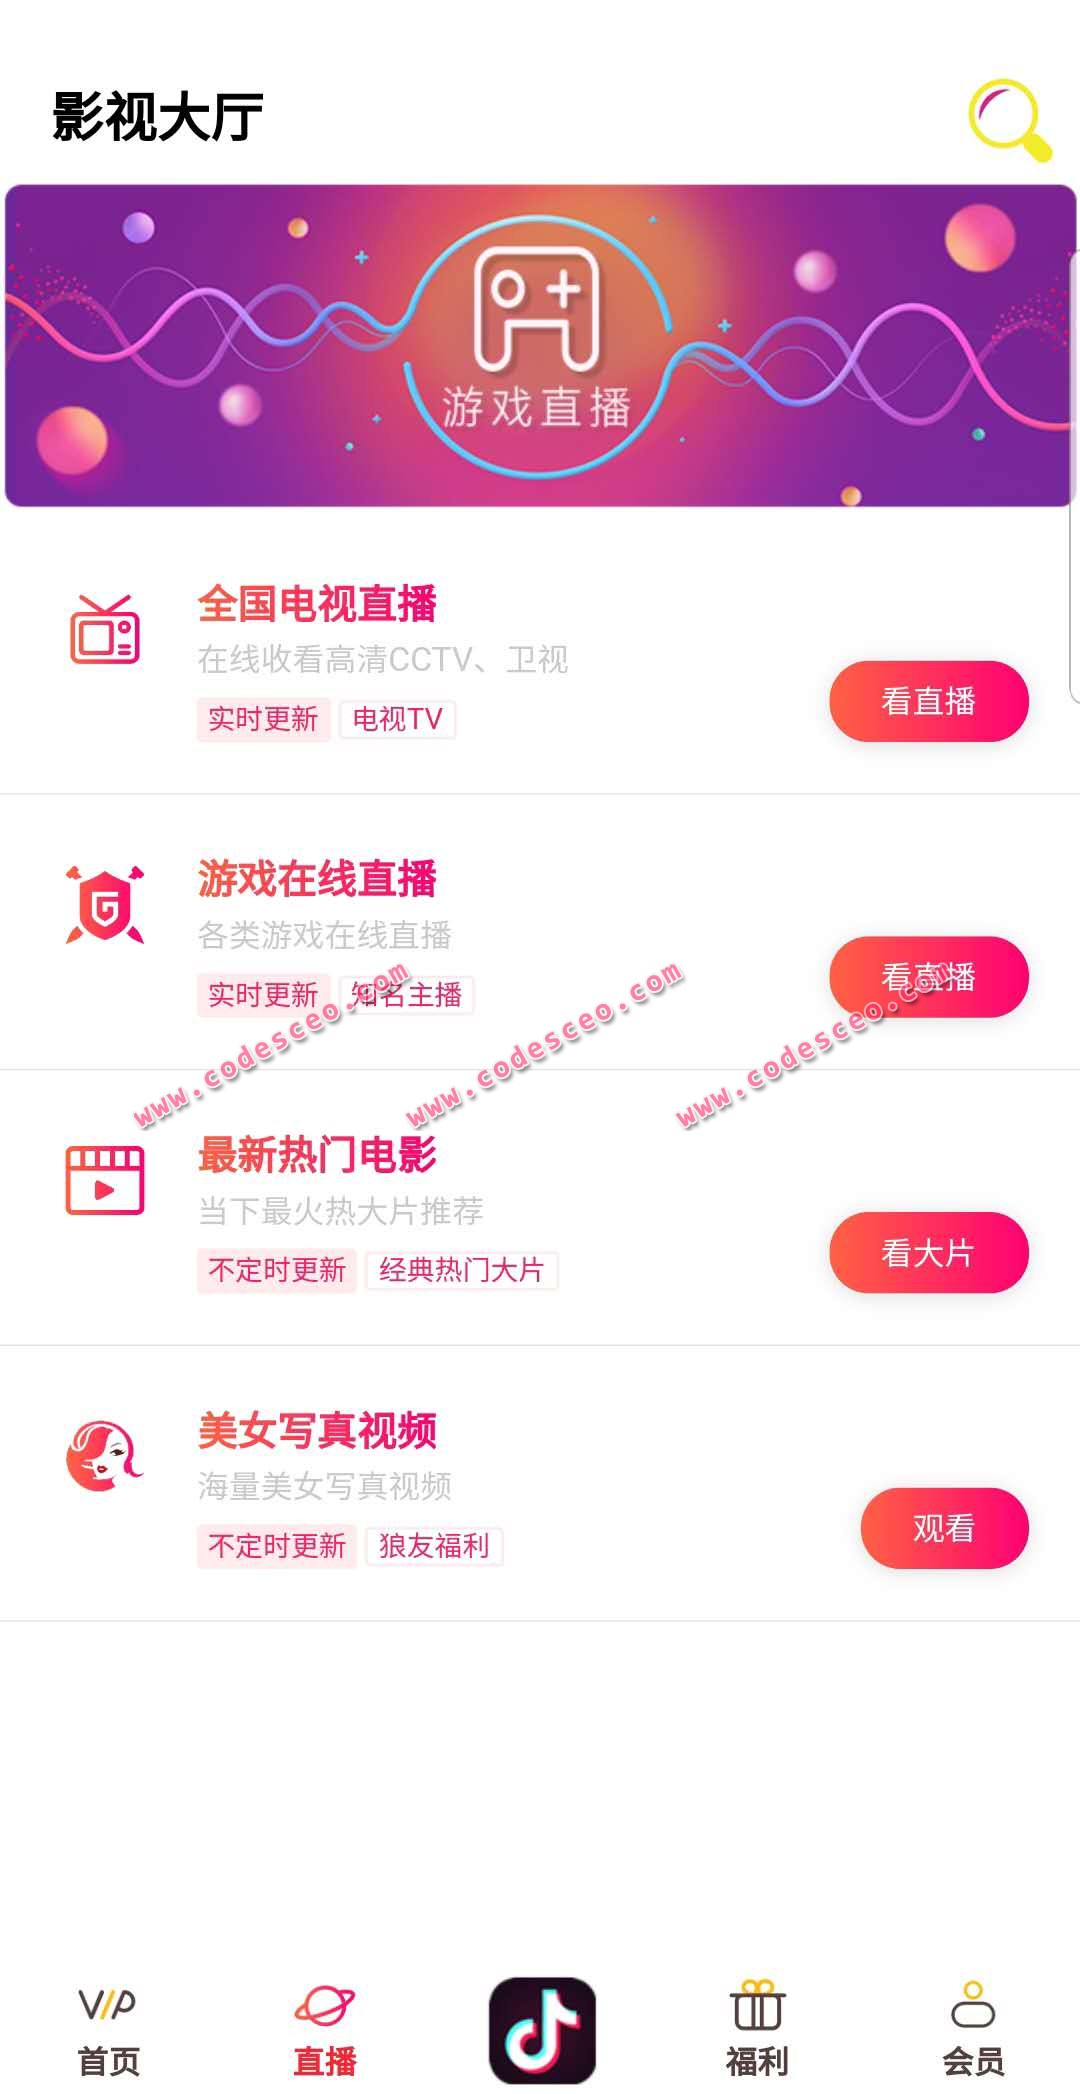 影视大厅
游戏直播
全国电视直播
在线收看高清CCTV、卫视
实时更新 电视TV
看直播
游戏在线直播
各类游戏在线直播
实时更新 知名主播
看直播
www.codesceo.com www.codesceo.com www.codesceo.com
最新热门电影
当下最火热大片推荐
不定时更新 经典热门大片
看大片
美女写真视频
海量美女写真视频
不定时更新 狼友福利
观看
VIP
首页 直播 福利 会员